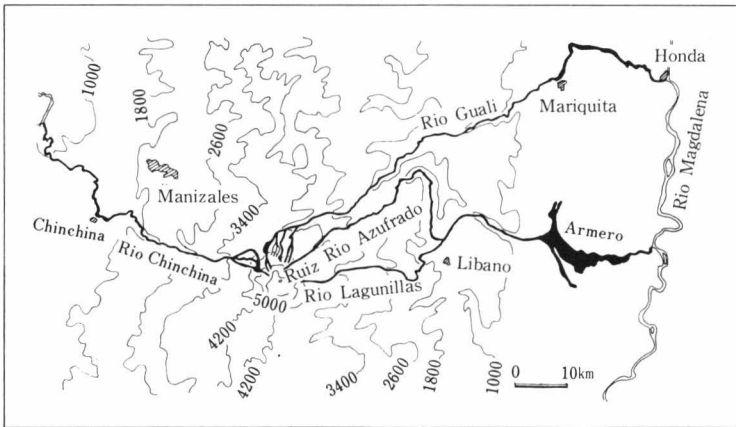 Honda
1000
1800
2600
Rio Guali
Mariquita
Rio Magdalena
Manizales
3400
Chinchina
Rio Chinchina
Ruiz
Rio Azufrado
Armero
Libano
5000
Rio Lagunillas
4200
4200
3400
2600
1800
1000
0 10km